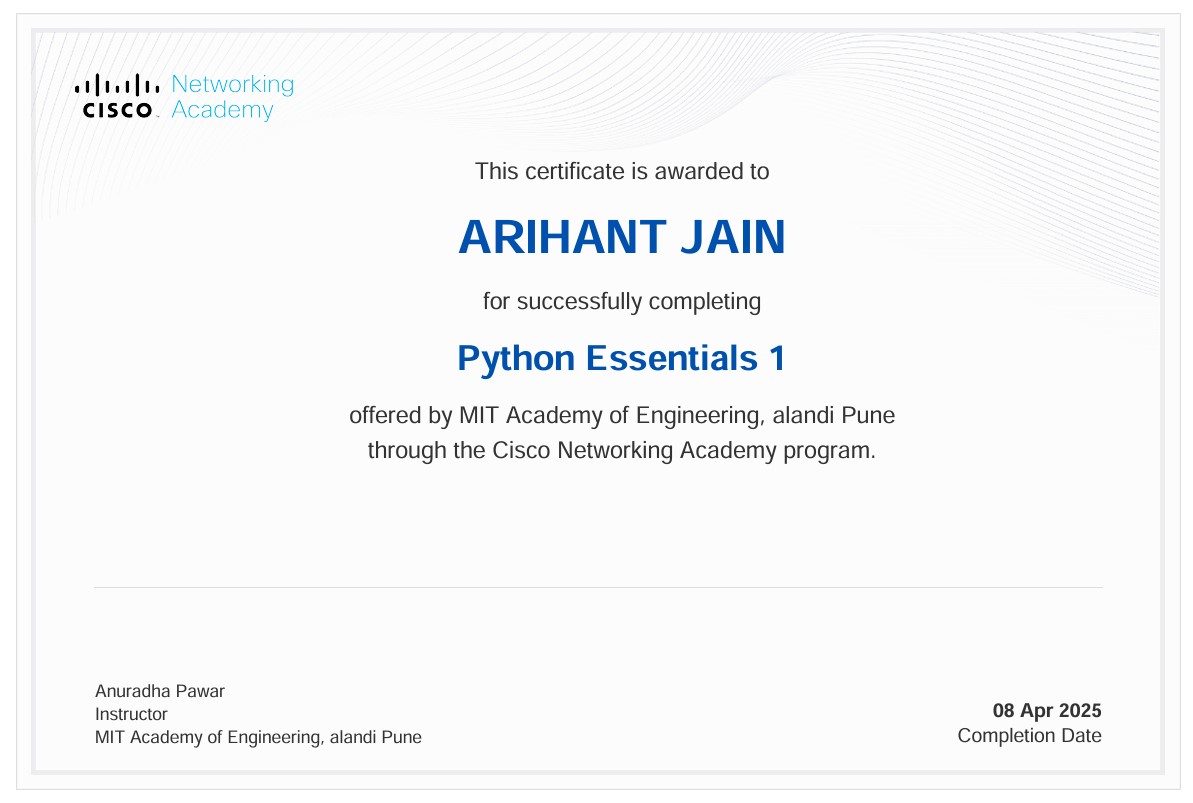 Networking
Academy
CISCO
This certificate is awarded to
ARIHANT JAIN
for successfully completing
Python Essentials 1
offered by MIT Academy of Engineering, alandi Pune
through the Cisco Networking Academy program.
Anuradha Pawar
Instructor
MIT Academy of Engineering, alandi Pune
08 Apr 2025
Completion Date